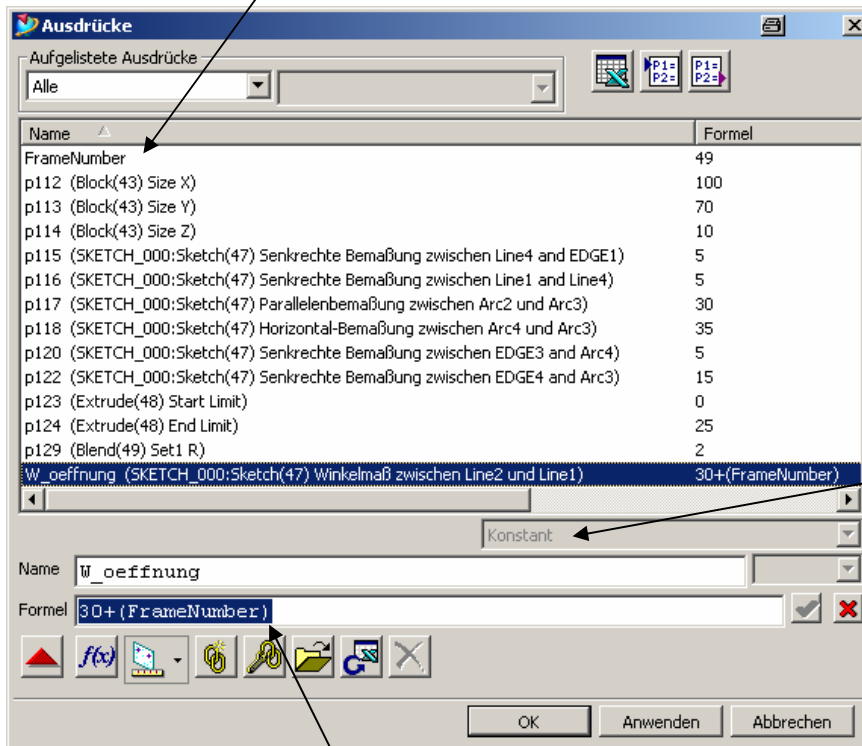 Ausdrücke
Aufgelistete Ausdrücke
Alle
P1=
P2=
P1=
P2=
Name Formel
FrameNumber 49
p112 (Block(43) Size X) 100
p113 (Block(43) Size Y) 70
p114 (Block(43) Size Z) 10
p115 (SKETCH_000:Sketch(47) Senkrechte Bemaßung zwischen Line4 and EDGE1) 5
p116 (SKETCH_000:Sketch(47) Senkrechte Bemaßung zwischen Line1 and Line4) 5
p117 (SKETCH_000:Sketch(47) Parallelenbemaßung zwischen Arc2 und Arc3) 30
p118 (SKETCH_000:Sketch(47) Horizontal-Bemaßung zwischen Arc4 und Arc3) 35
p120 (SKETCH_000:Sketch(47) Senkrechte Bemaßung zwischen EDGE3 and Arc4) 5
p122 (SKETCH_000:Sketch(47) Senkrechte Bemaßung zwischen EDGE4 and Arc3) 15
p123 (Extrude(48) Start Limit) 0
p124 (Extrude(48) End Limit) 25
p129 (Blend(49) Set1 R) 2
W_oeffnung (SKETCH_000:Sketch(47) Winkelmaß zwischen Line2 und Line1) 30+(FrameNumber)
Konstant
Name W_oeffnung
Formel 30+(FrameNumber)
f(x)
OK Anwenden Abbrechen